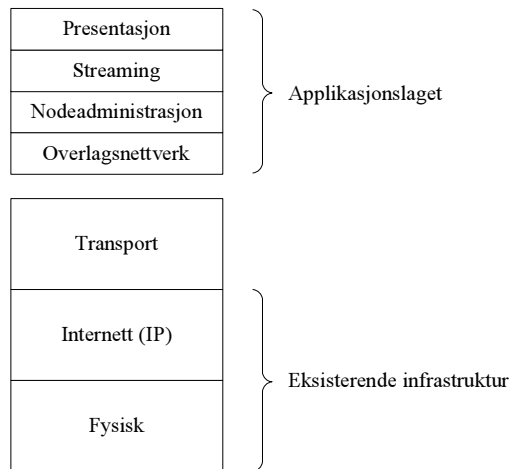 Presentasjon
Streaming
Nodeadministrasjon
Overlagsnettverk
Applikasjonslaget
Transport
Internett (IP)
Fysisk
Eksisterende infrastruktur